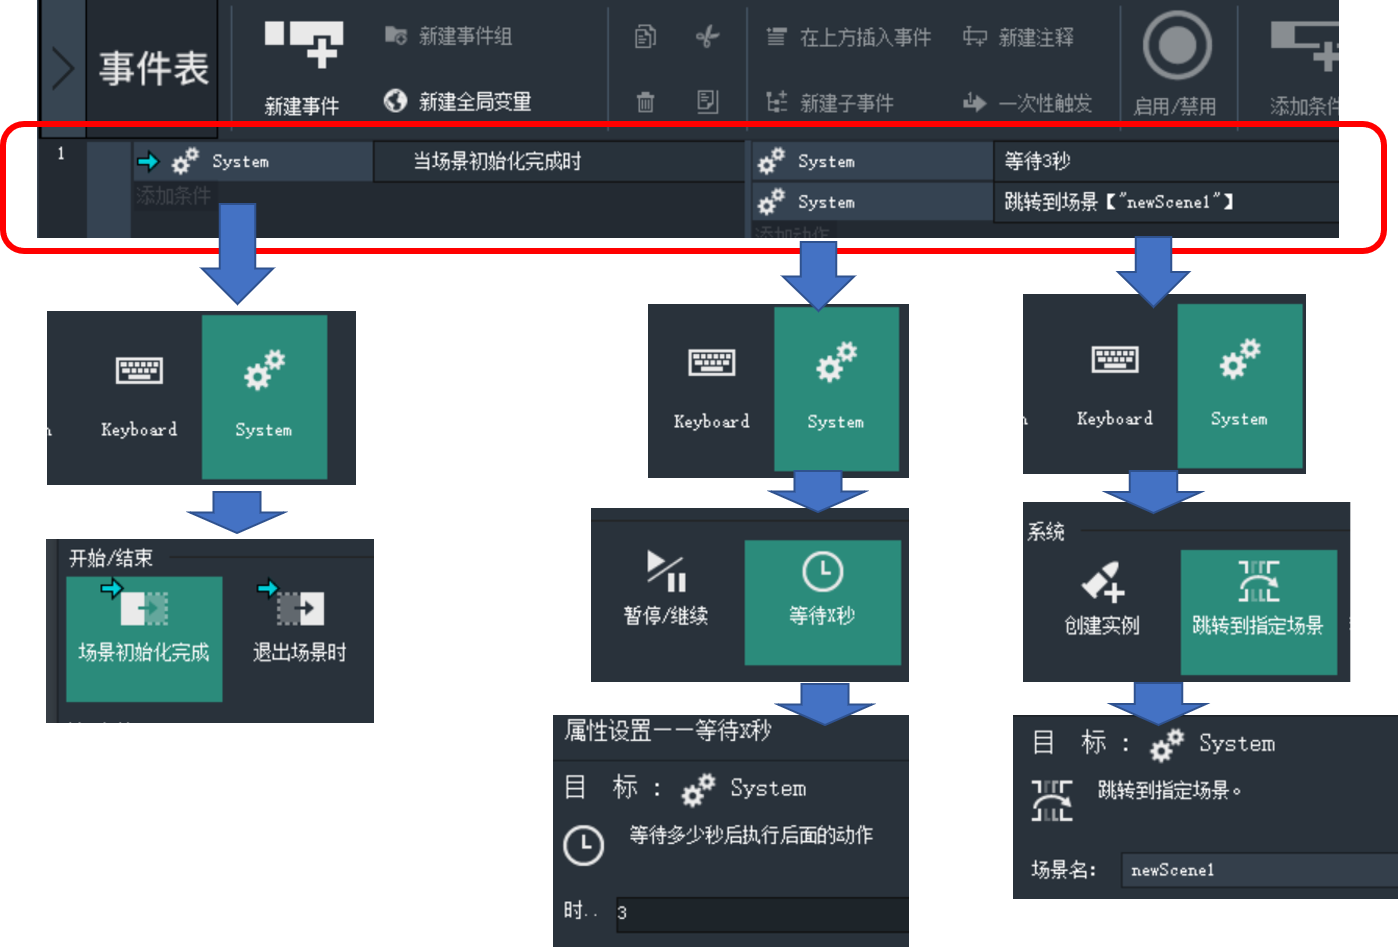 事件表
新建事件
新建事件组
新建全局变量
在上方插入事件
新建注释
新建子事件
一次性触发
启用/禁用
添加条件
1
System
当场景初始化完成时
System
等待3秒
添加条件
System
跳转到场景【"newScene1"】
添加动作
Keyboard
System
Keyboard
System
Keyboard
System
开始/结束
场景初始化完成
退出场景时
暂停/继续
等待X秒
系统
创建实例
跳转到指定场景
属性设置——等待X秒
目 标: System
等待多少秒后执行后面的动作
时..
3
目 标: System
跳转到指定场景。
场景名:
newScene1